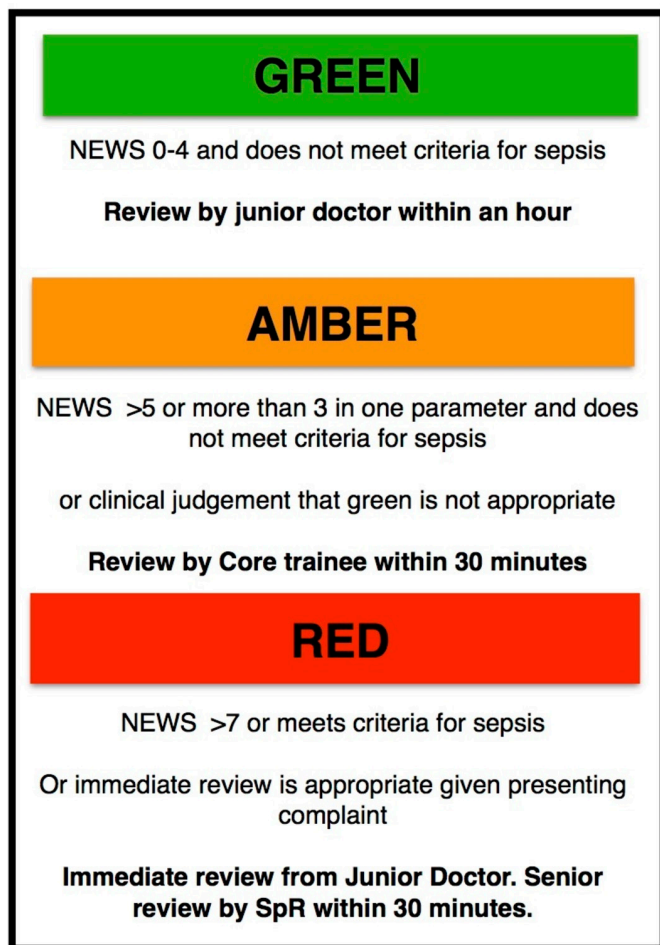 GREEN
NEWS 0-4 and does not meet criteria for sepsis
Review by junior doctor within an hour
AMBER
NEWS >5 or more than 3 in one parameter and does
not meet criteria for sepsis
or clinical judgement that green is not appropriate
Review by Core trainee within 30 minutes
RED
NEWS >7 or meets criteria for sepsis
Or immediate review is appropriate given presenting
complaint
Immediate review from Junior Doctor. Senior
review by SpR within 30 minutes.